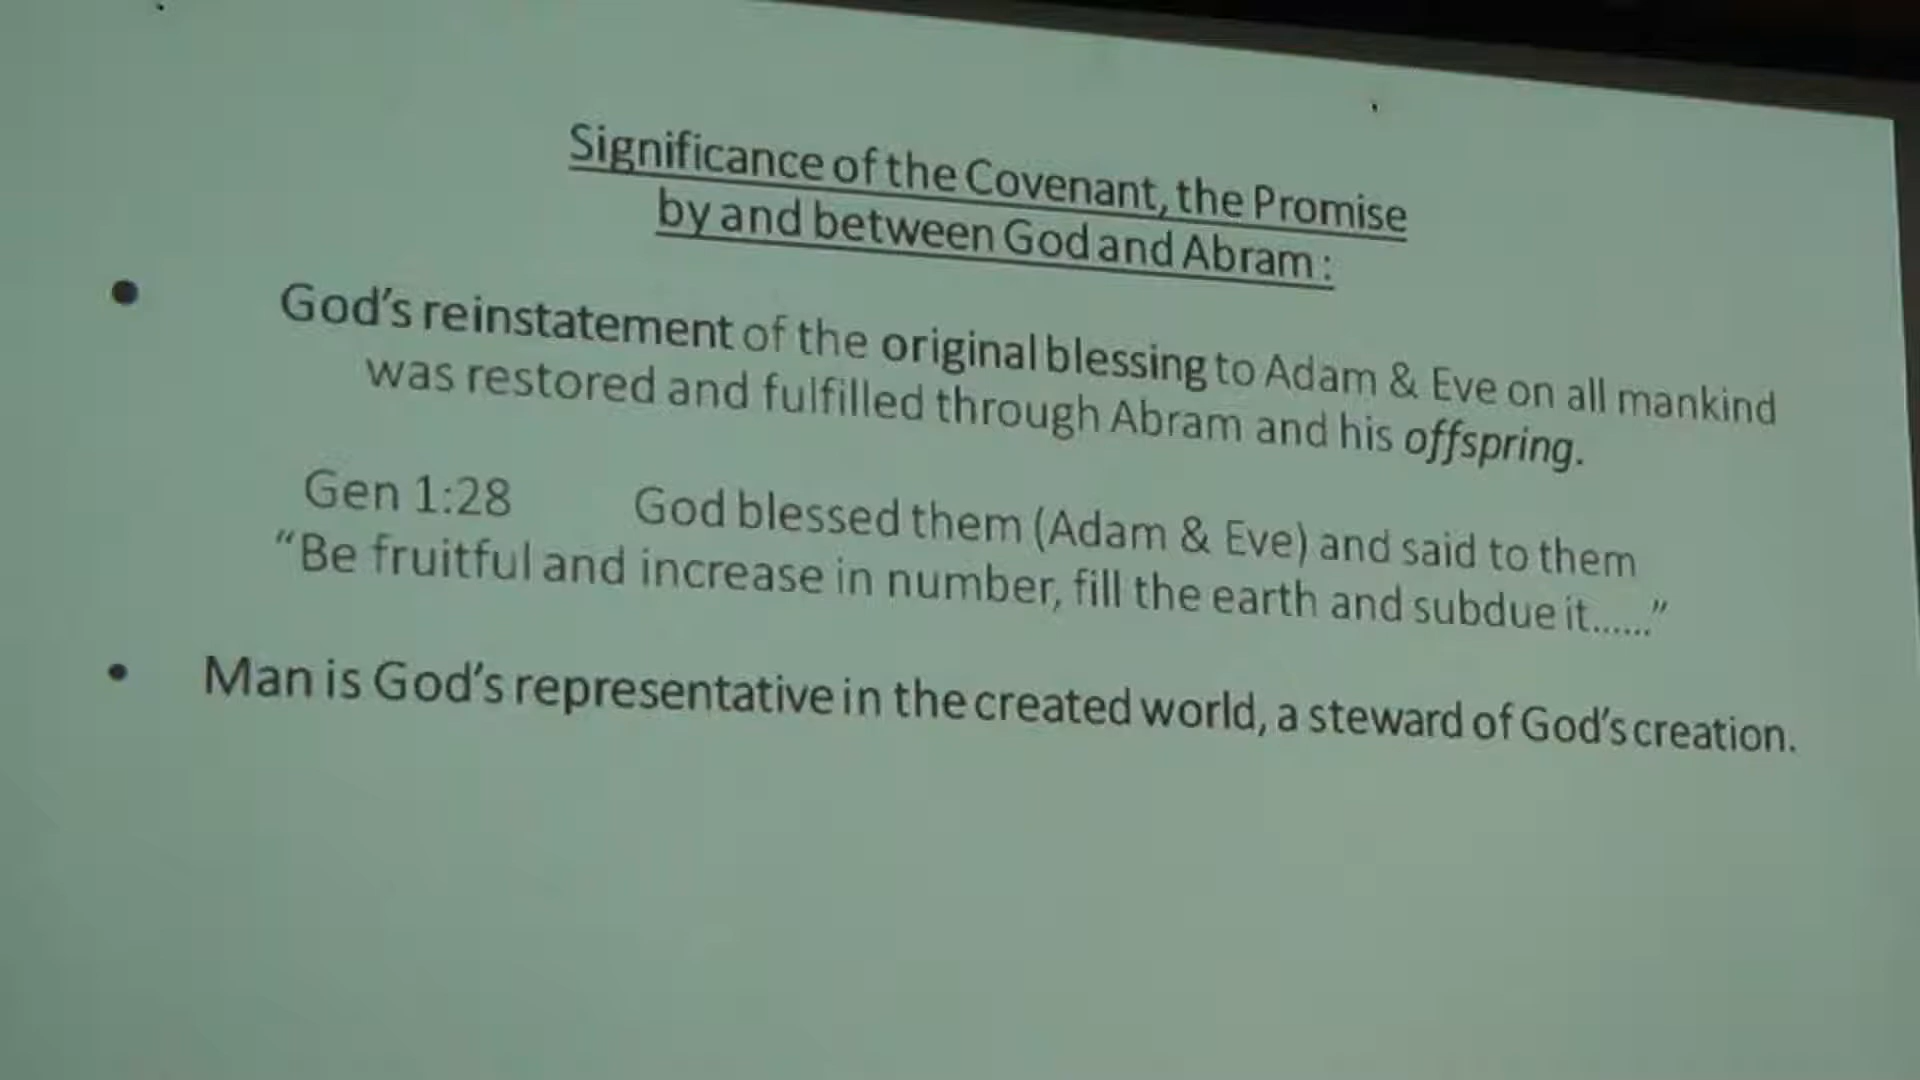 Significance of the Covenant, the Promise
by and between God and Abram :
• God's reinstatement of the original blessing to Adam & Eve on all mankind
was restored and fulfilled through Abram and his offspring.
Gen 1:28 God blessed them (Adam & Eve) and said to them
“Be fruitful and increase in number, fill the earth and subdue it......”
• Man is God's representative in the created world, a steward of God's creation.